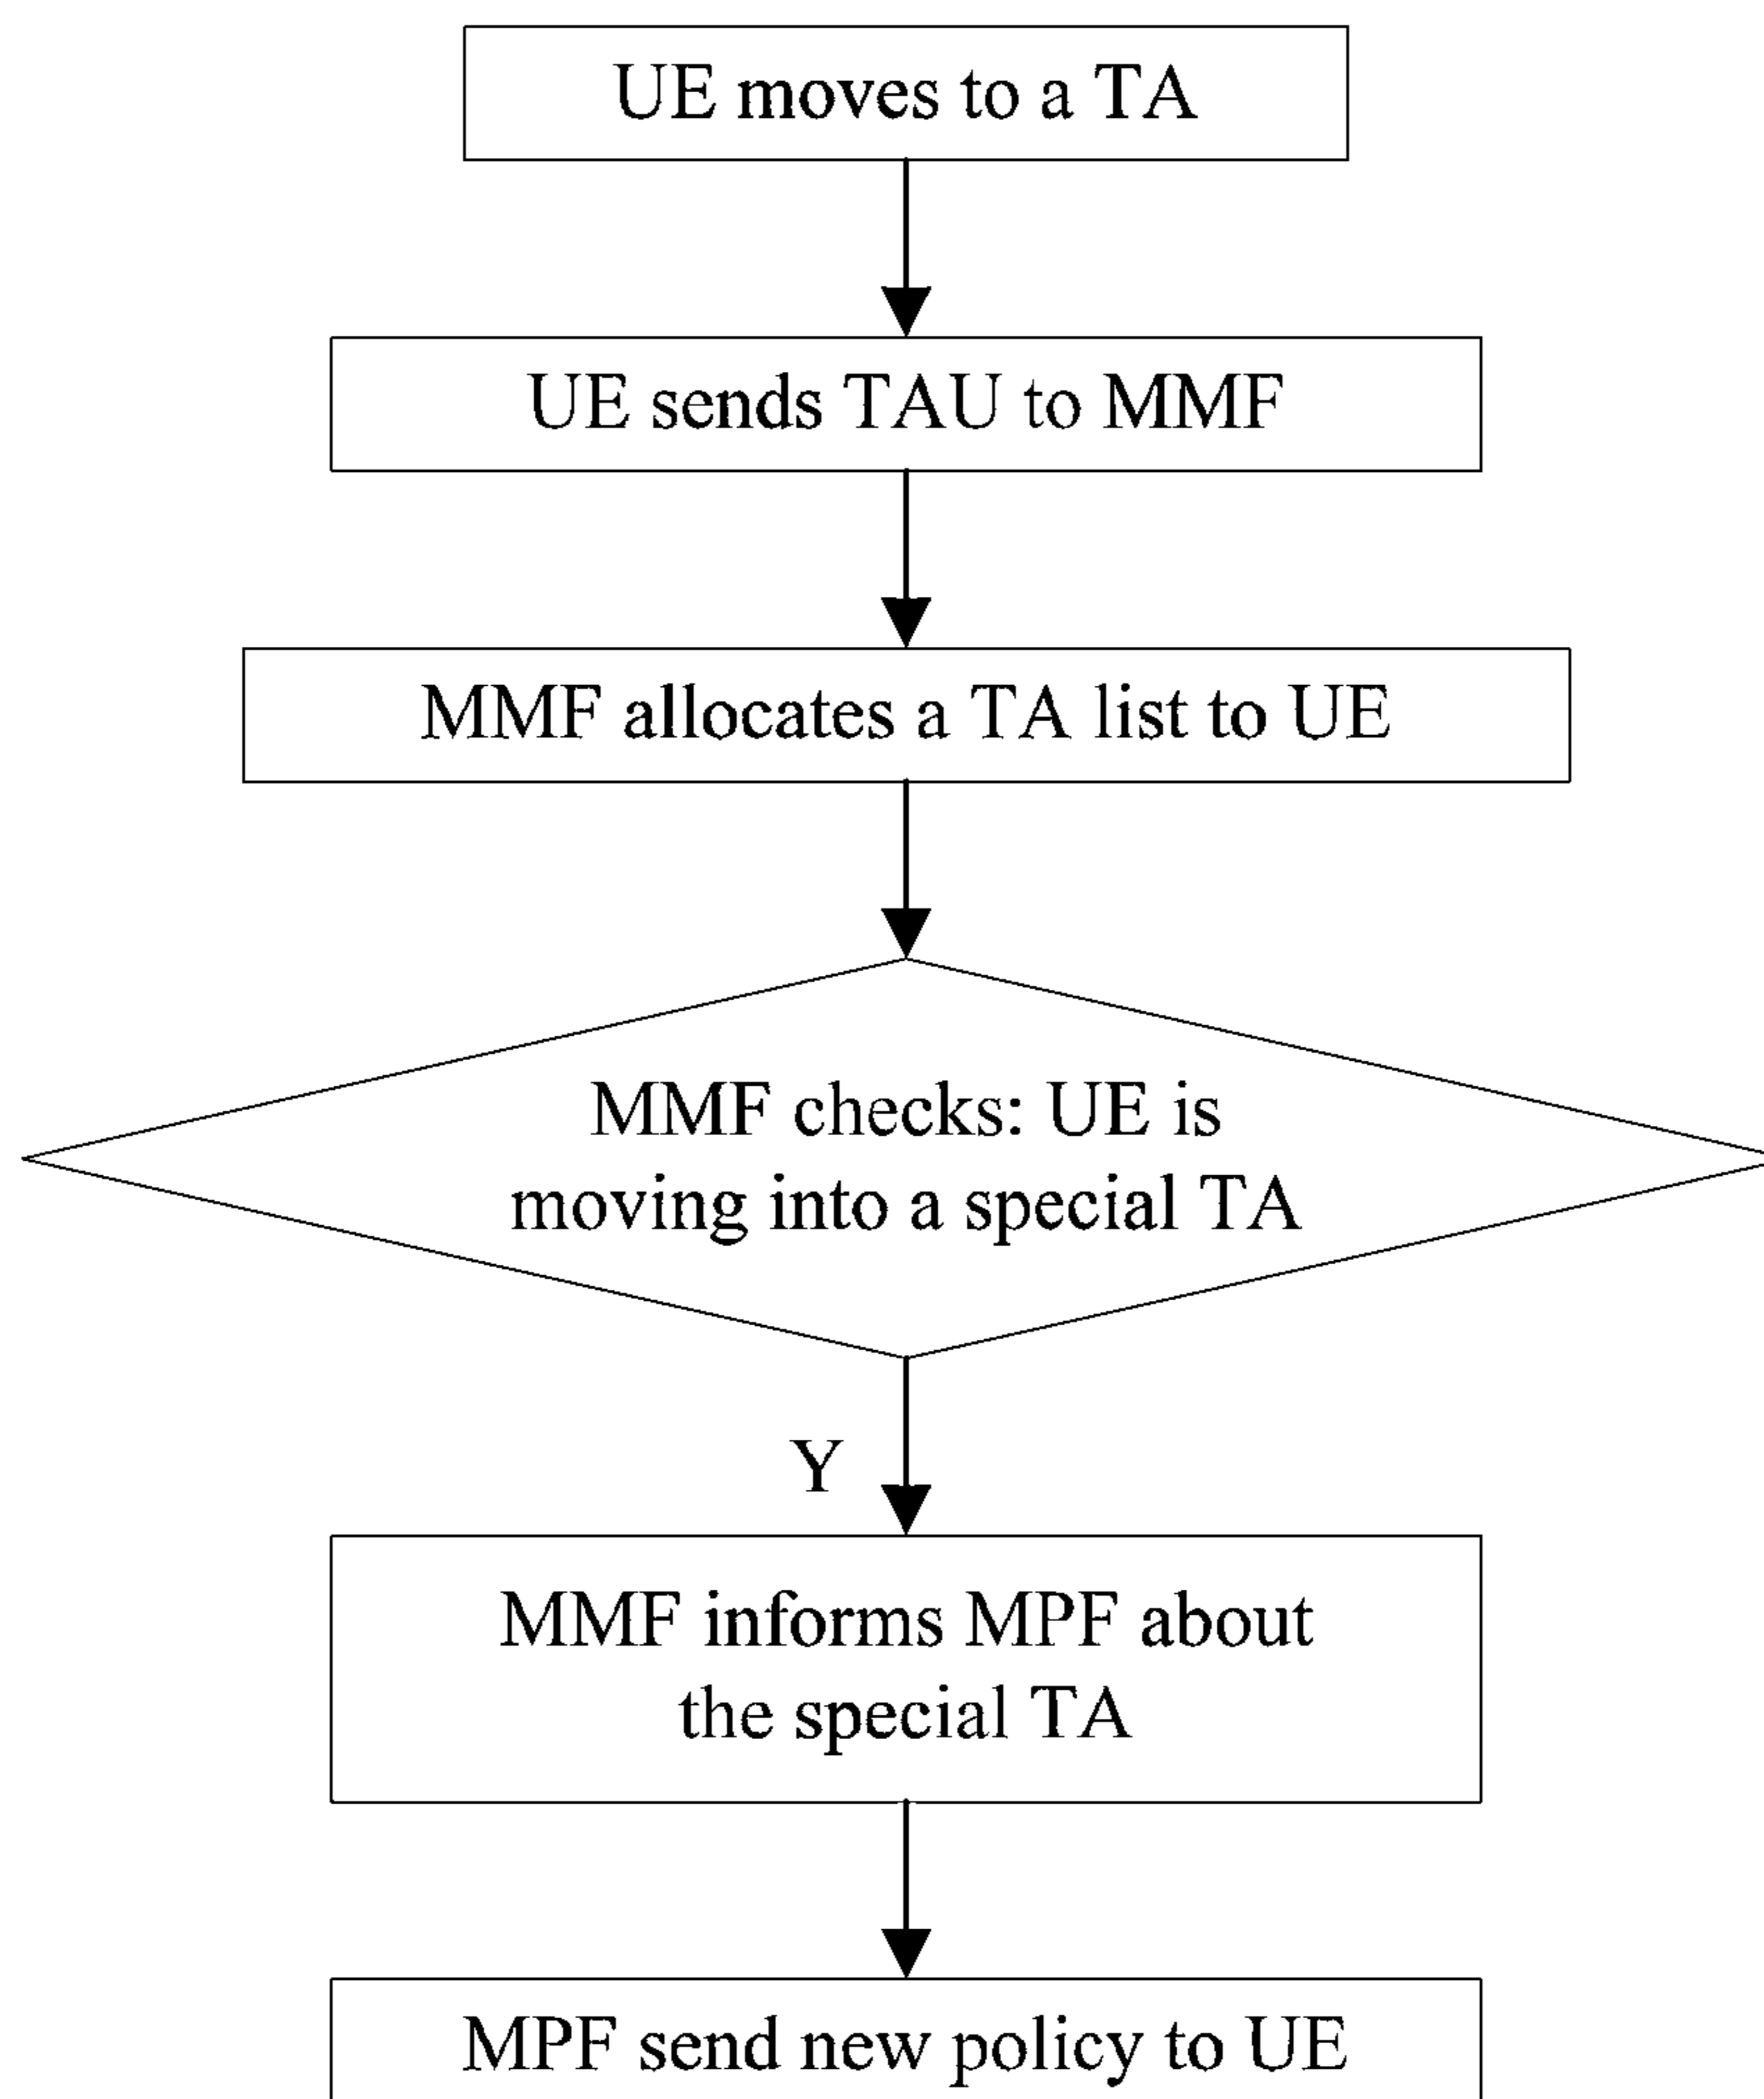 UE moves to a TA
UE sends TAU to MMF
MMF allocates a TA list to UE
MMF checks: UE is
moving into a special TA
Y
MMF informs MPF about
the special TA
MPF send new policy to UE